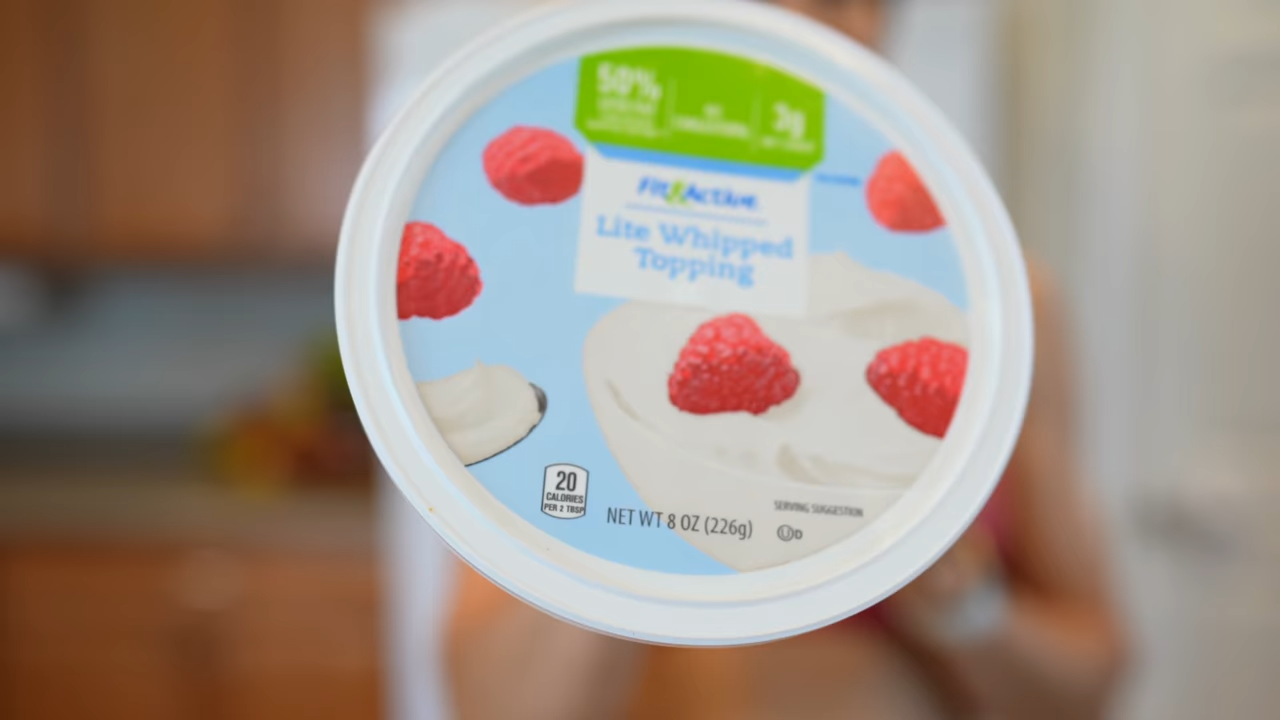 50%
3g
Fit & Active
Lite Whipped
Topping
20
CALORIES
PER 2 TBSP
NET WT 8 OZ (226g)
SERVING SUGGESTION
U D